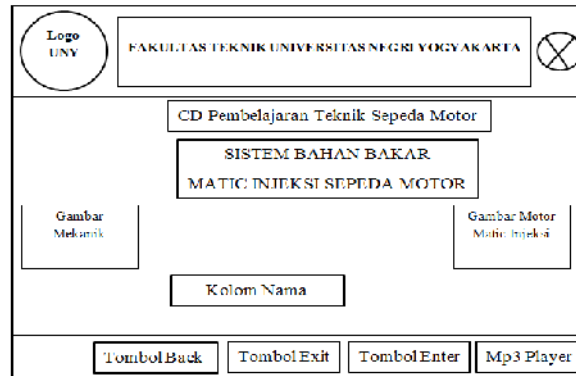 Logo
UNY
FAKULTAS TEKNIK UNIVERSITAS NEGRI YOGYAKARTA
CD Pembelajaran Teknik Sepeda Motor
SISTEM BAHAN BAKAR
MATIC INJEKSI SEPEDA MOTOR
Gambar
Mekanik
Gambar Motor
Matic Injeksi
Kolom Nama
Tombol Back
Tombol Exit
Tombol Enter
Mp3 Player